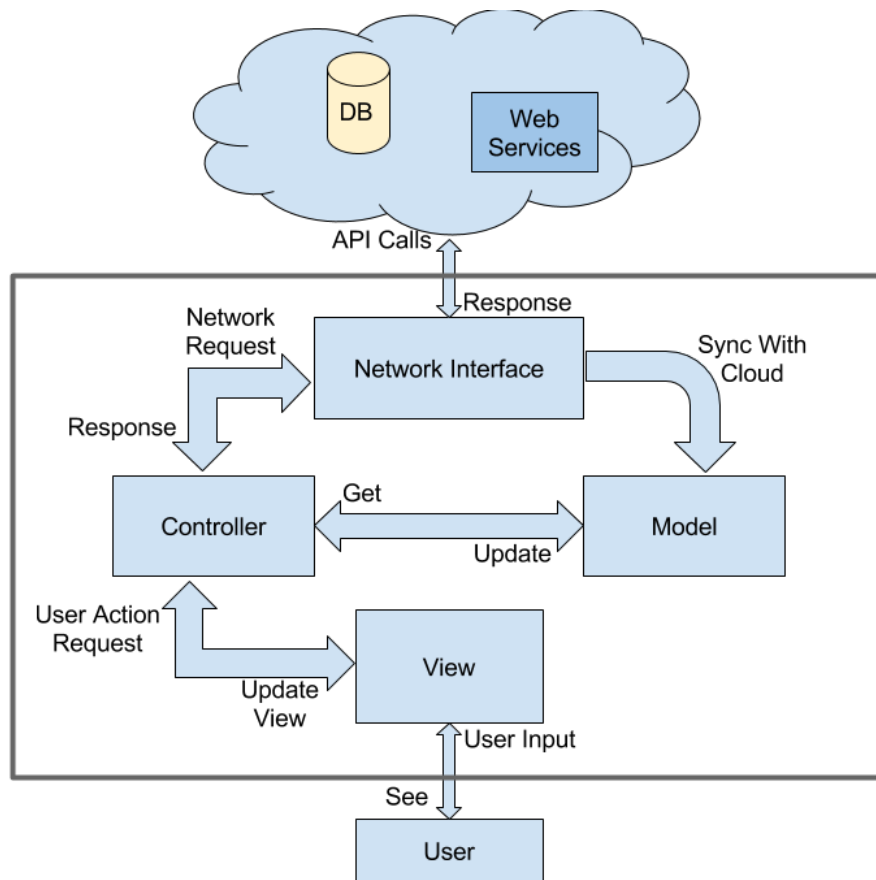 DB
Web
Services
API Calls
Response
Network
Request
Network Interface
Sync With
Cloud
Response
Controller
Get
Update
Model
User Action
Request
View
Update
View
User Input
See
User